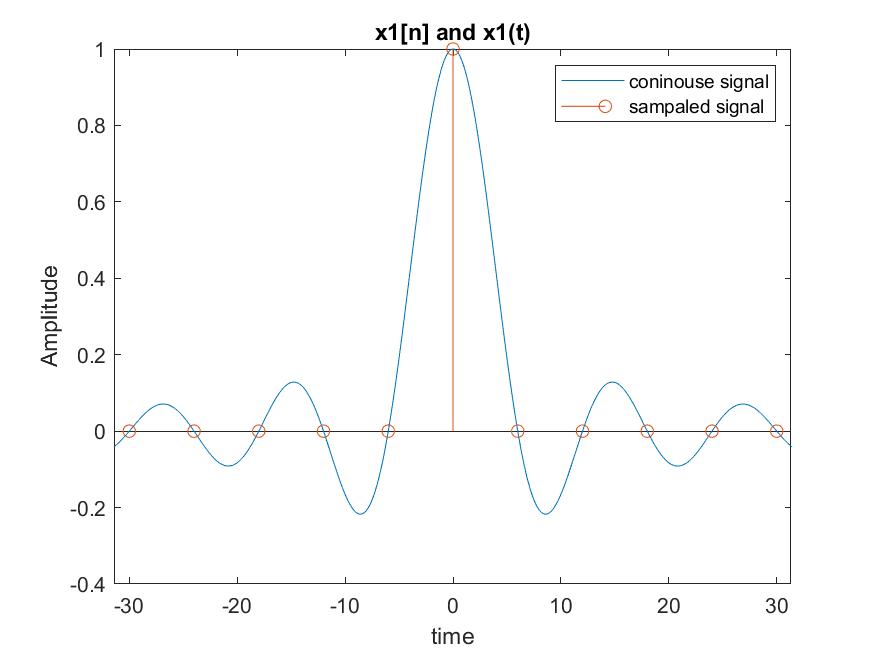 x1[n] and x1(t)
coninouse signal
sampaled signal
1
0.8
0.6
0.4
0.2
0
-0.2
-0.4
Amplitude
-30 -20 -10 0 10 20 30
time